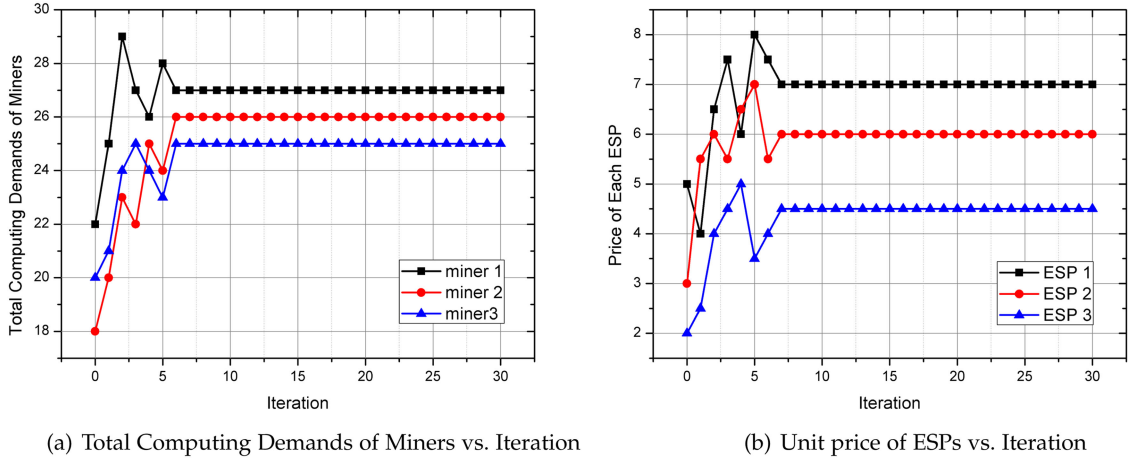 Total Computing Demands of Miners
30
28
26
24
22
20
18
0 5 10 15 20 25 30
Iteration
miner 1
miner 2
miner3
(a) Total Computing Demands of Miners vs. Iteration
Price of Each ESP
8
7
6
5
4
3
2
0 5 10 15 20 25 30
Iteration
ESP 1
ESP 2
ESP 3
(b) Unit price of ESPs vs. Iteration